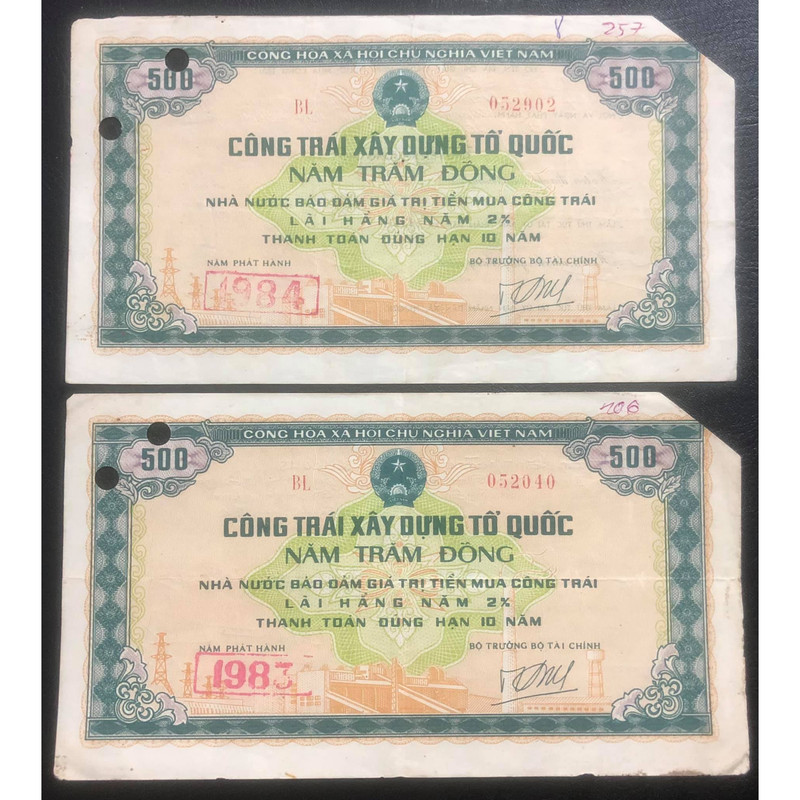 257
CỘNG HÒA XÃ HỘI CHỦ NGHĨA VIỆT NAM
500 500
BL 052902
CÔNG TRÁI XÂY DỰNG TỔ QUỐC
NĂM TRĂM ĐỒNG
NHÀ NƯỚC BẢO ĐẢM GIÁ TRỊ TIỀN MUA CÔNG TRÁI
LÃI HẰNG NĂM 2%
THANH TOÁN ĐÚNG HẠN 10 NĂM
NĂM PHÁT HÀNH BỘ TRƯỞNG BỘ TÀI CHÍNH
1984
706
CỘNG HÒA XÃ HỘI CHỦ NGHĨA VIỆT NAM
500 500
BL 052040
CÔNG TRÁI XÂY DỰNG TỔ QUỐC
NĂM TRĂM ĐỒNG
NHÀ NƯỚC BẢO ĐẢM GIÁ TRỊ TIỀN MUA CÔNG TRÁI
LÃI HẰNG NĂM 2%
THANH TOÁN ĐÚNG HẠN 10 NĂM
NĂM PHÁT HÀNH BỘ TRƯỞNG BỘ TÀI CHÍNH
1983